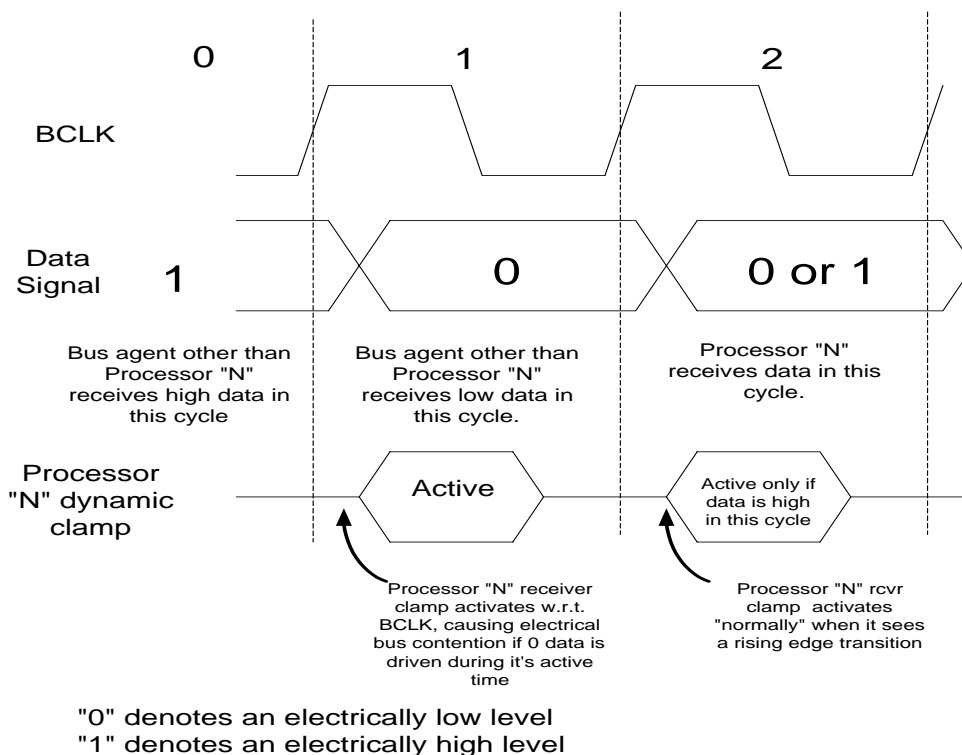 0
1
2
BCLK
Data
Signal
1
0
0 or 1
Bus agent other than
Processor "N"
receives high data in
this cycle
Bus agent other than
Processor "N"
receives low data in
this cycle.
Processor "N"
receives data in this
cycle.
Processor
"N" dynamic
clamp
Active
Active only if
data is high
in this cycle
Processor "N" receiver
clamp activates w.r.t.
BCLK, causing electrical
bus contention if 0 data is
driven during it's active
time
Processor "N" rcvr
clamp activates
"normally" when it sees
a rising edge transition
"0" denotes an electrically low level
"1" denotes an electrically high level